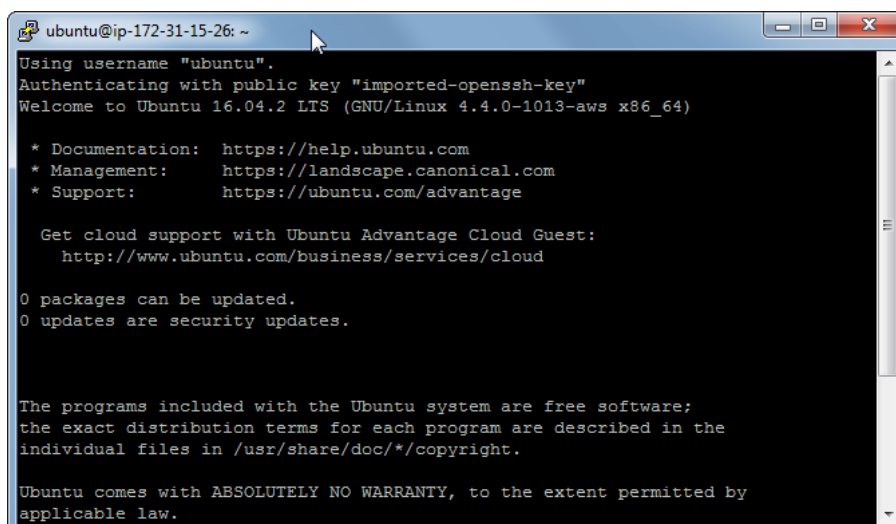 ubuntu@ip-172-31-15-26: ~
Using username "ubuntu".
Authenticating with public key "imported-openssh-key"
Welcome to Ubuntu 16.04.2 LTS (GNU/Linux 4.4.0-1013-aws x86_64)
* Documentation:  https://help.ubuntu.com
* Management:     https://landscape.canonical.com
* Support:        https://ubuntu.com/advantage
Get cloud support with Ubuntu Advantage Cloud Guest:
http://www.ubuntu.com/business/services/cloud
0 packages can be updated.
0 updates are security updates.
The programs included with the Ubuntu system are free software;
the exact distribution terms for each program are described in the
individual files in /usr/share/doc/*/copyright.
Ubuntu comes with ABSOLUTELY NO WARRANTY, to the extent permitted by
applicable law.